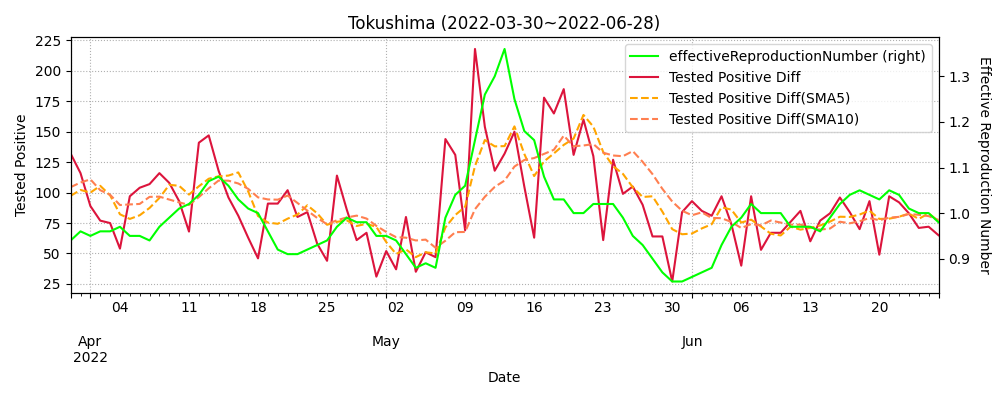 Tokushima (2022-03-30~2022-06-28)
effectiveReproductionNumber (right)
Tested Positive Diff
Tested Positive Diff(SMA5)
Tested Positive Diff(SMA10)
Tested Positive
225
200
175
150
125
100
75
50
25
1.3
1.2
1.1
1.0
0.9
Effective Reproduction Number
04 11 18 25 02 09 16 23 30 06 13 20
Apr May Jun
2022
Date